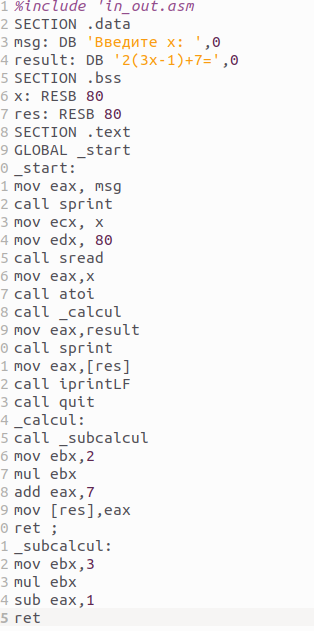 1 %include 'in_out.asm
2 SECTION .data
3 msg: DB 'Введите x: ',0
4 result: DB '2(3x-1)+7=',0
5 SECTION .bss
6 x: RESB 80
7 res: RESB 80
8 SECTION .text
9 GLOBAL _start
0 _start:
1 mov eax, msg
2 call sprint
3 mov ecx, x
4 mov edx, 80
5 call sread
6 mov eax,x
7 call atoi
8 call _calcul
9 mov eax,result
0 call sprint
1 mov eax,[res]
2 call iprintLF
3 call quit
4 _calcul:
5 call _subcalcul
6 mov ebx,2
7 mul ebx
8 add eax,7
9 mov [res],eax
0 ret ;
1 _subcalcul:
2 mov ebx,3
3 mul ebx
4 sub eax,1
5 ret